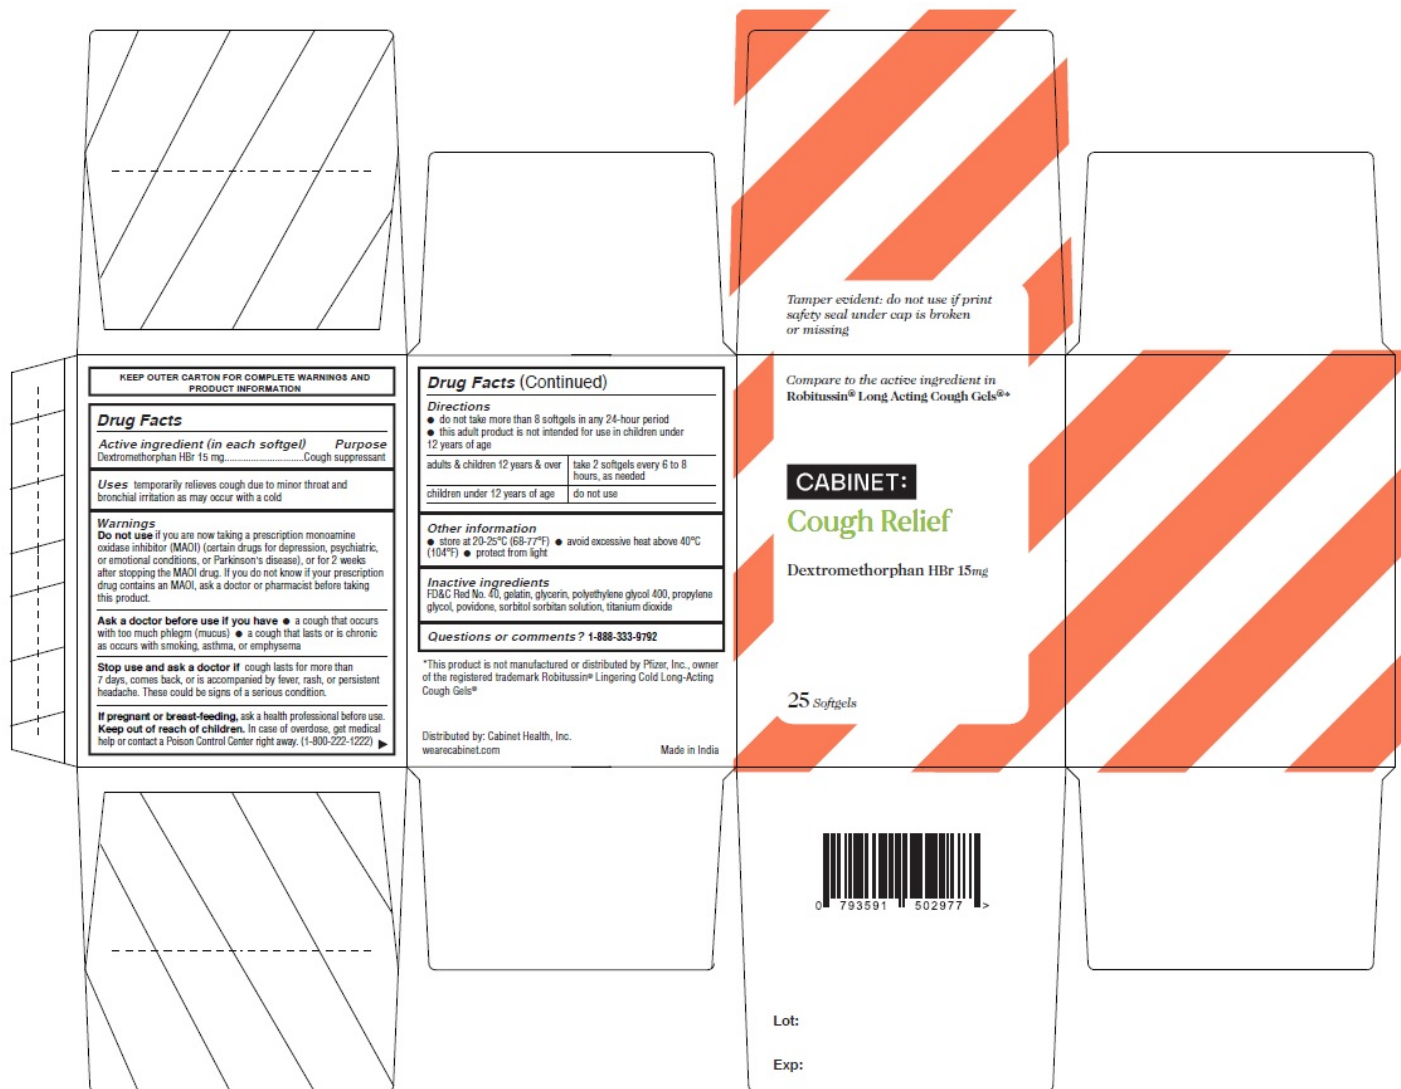 KEEP OUTER CARTON FOR COMPLETE WARNINGS AND
PRODUCT INFORMATION
Drug Facts
Active ingredient (in each softgel) Purpose
Dextromethorphan HBr 15 mg..............................Cough suppressant
Uses temporarily relieves cough due to minor throat and
bronchial irritation as may occur with a cold
Warnings
Do not use if you are now taking a prescription monoamine
oxidase inhibitor (MAOI) (certain drugs for depression, psychiatric,
or emotional conditions, or Parkinson's disease), or for 2 weeks
after stopping the MAOI drug. If you do not know if your prescription
drug contains an MAOI, ask a doctor or pharmacist before taking
this product.
Ask a doctor before use if you have ● a cough that occurs
with too much phlegm (mucus) ● a cough that lasts or is chronic
as occurs with smoking, asthma, or emphysema
Stop use and ask a doctor if cough lasts for more than
7 days, comes back, or is accompanied by fever, rash, or persistent
headache. These could be signs of a serious condition.
If pregnant or breast-feeding, ask a health professional before use.
Keep out of reach of children. In case of overdose, get medical
help or contact a Poison Control Center right away. (1-800-222-1222) ▶
Drug Facts (Continued)
Directions
● do not take more than 8 softgels in any 24-hour period
● this adult product is not intended for use in children under
12 years of age
adults & children 12 years & over take 2 softgels every 6 to 8
hours, as needed
children under 12 years of age do not use
Other information
● store at 20-25°C (68-77°F) ● avoid excessive heat above 40°C
(104°F) ● protect from light
Inactive ingredients
FD&C Red No. 40, gelatin, glycerin, polyethylene glycol 400, propylene
glycol, povidone, sorbitol sorbitan solution, titanium dioxide
Questions or comments? 1-888-333-9792
*This product is not manufactured or distributed by Pfizer, Inc., owner
of the registered trademark Robitussin® Lingering Cold Long-Acting
Cough Gels®
Distributed by: Cabinet Health, Inc.
wearecabinet.com Made in India
Tamper evident: do not use if print
safety seal under cap is broken
or missing
Compare to the active ingredient in
Robitussin® Long Acting Cough Gels®*
CABINET:
Cough Relief
Dextromethorphan HBr 15mg
25 Softgels
0 793591 502977 >
Lot:
Exp: